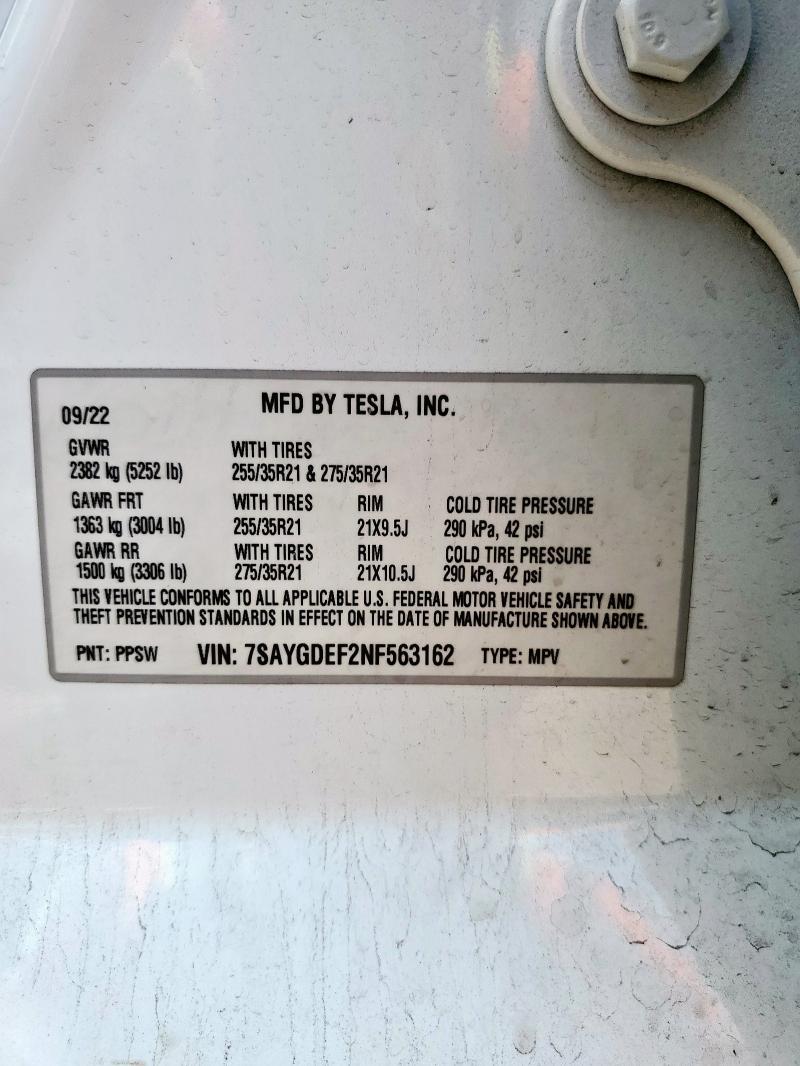 10.9
09/22 MFD BY TESLA, INC.
GVWR WITH TIRES
2382 kg (5252 lb) 255/35R21 & 275/35R21
GAWR FRT WITH TIRES RIM COLD TIRE PRESSURE
1363 kg (3004 lb) 255/35R21 21X9.5J 290 kPa, 42 psi
GAWR RR WITH TIRES RIM COLD TIRE PRESSURE
1500 kg (3306 lb) 275/35R21 21X10.5J 290 kPa, 42 psi
THIS VEHICLE CONFORMS TO ALL APPLICABLE U.S. FEDERAL MOTOR VEHICLE SAFETY AND
THEFT PREVENTION STANDARDS IN EFFECT ON THE DATE OF MANUFACTURE SHOWN ABOVE.
PNT: PPSW VIN: 7SAYGDEF2NF563162 TYPE: MPV